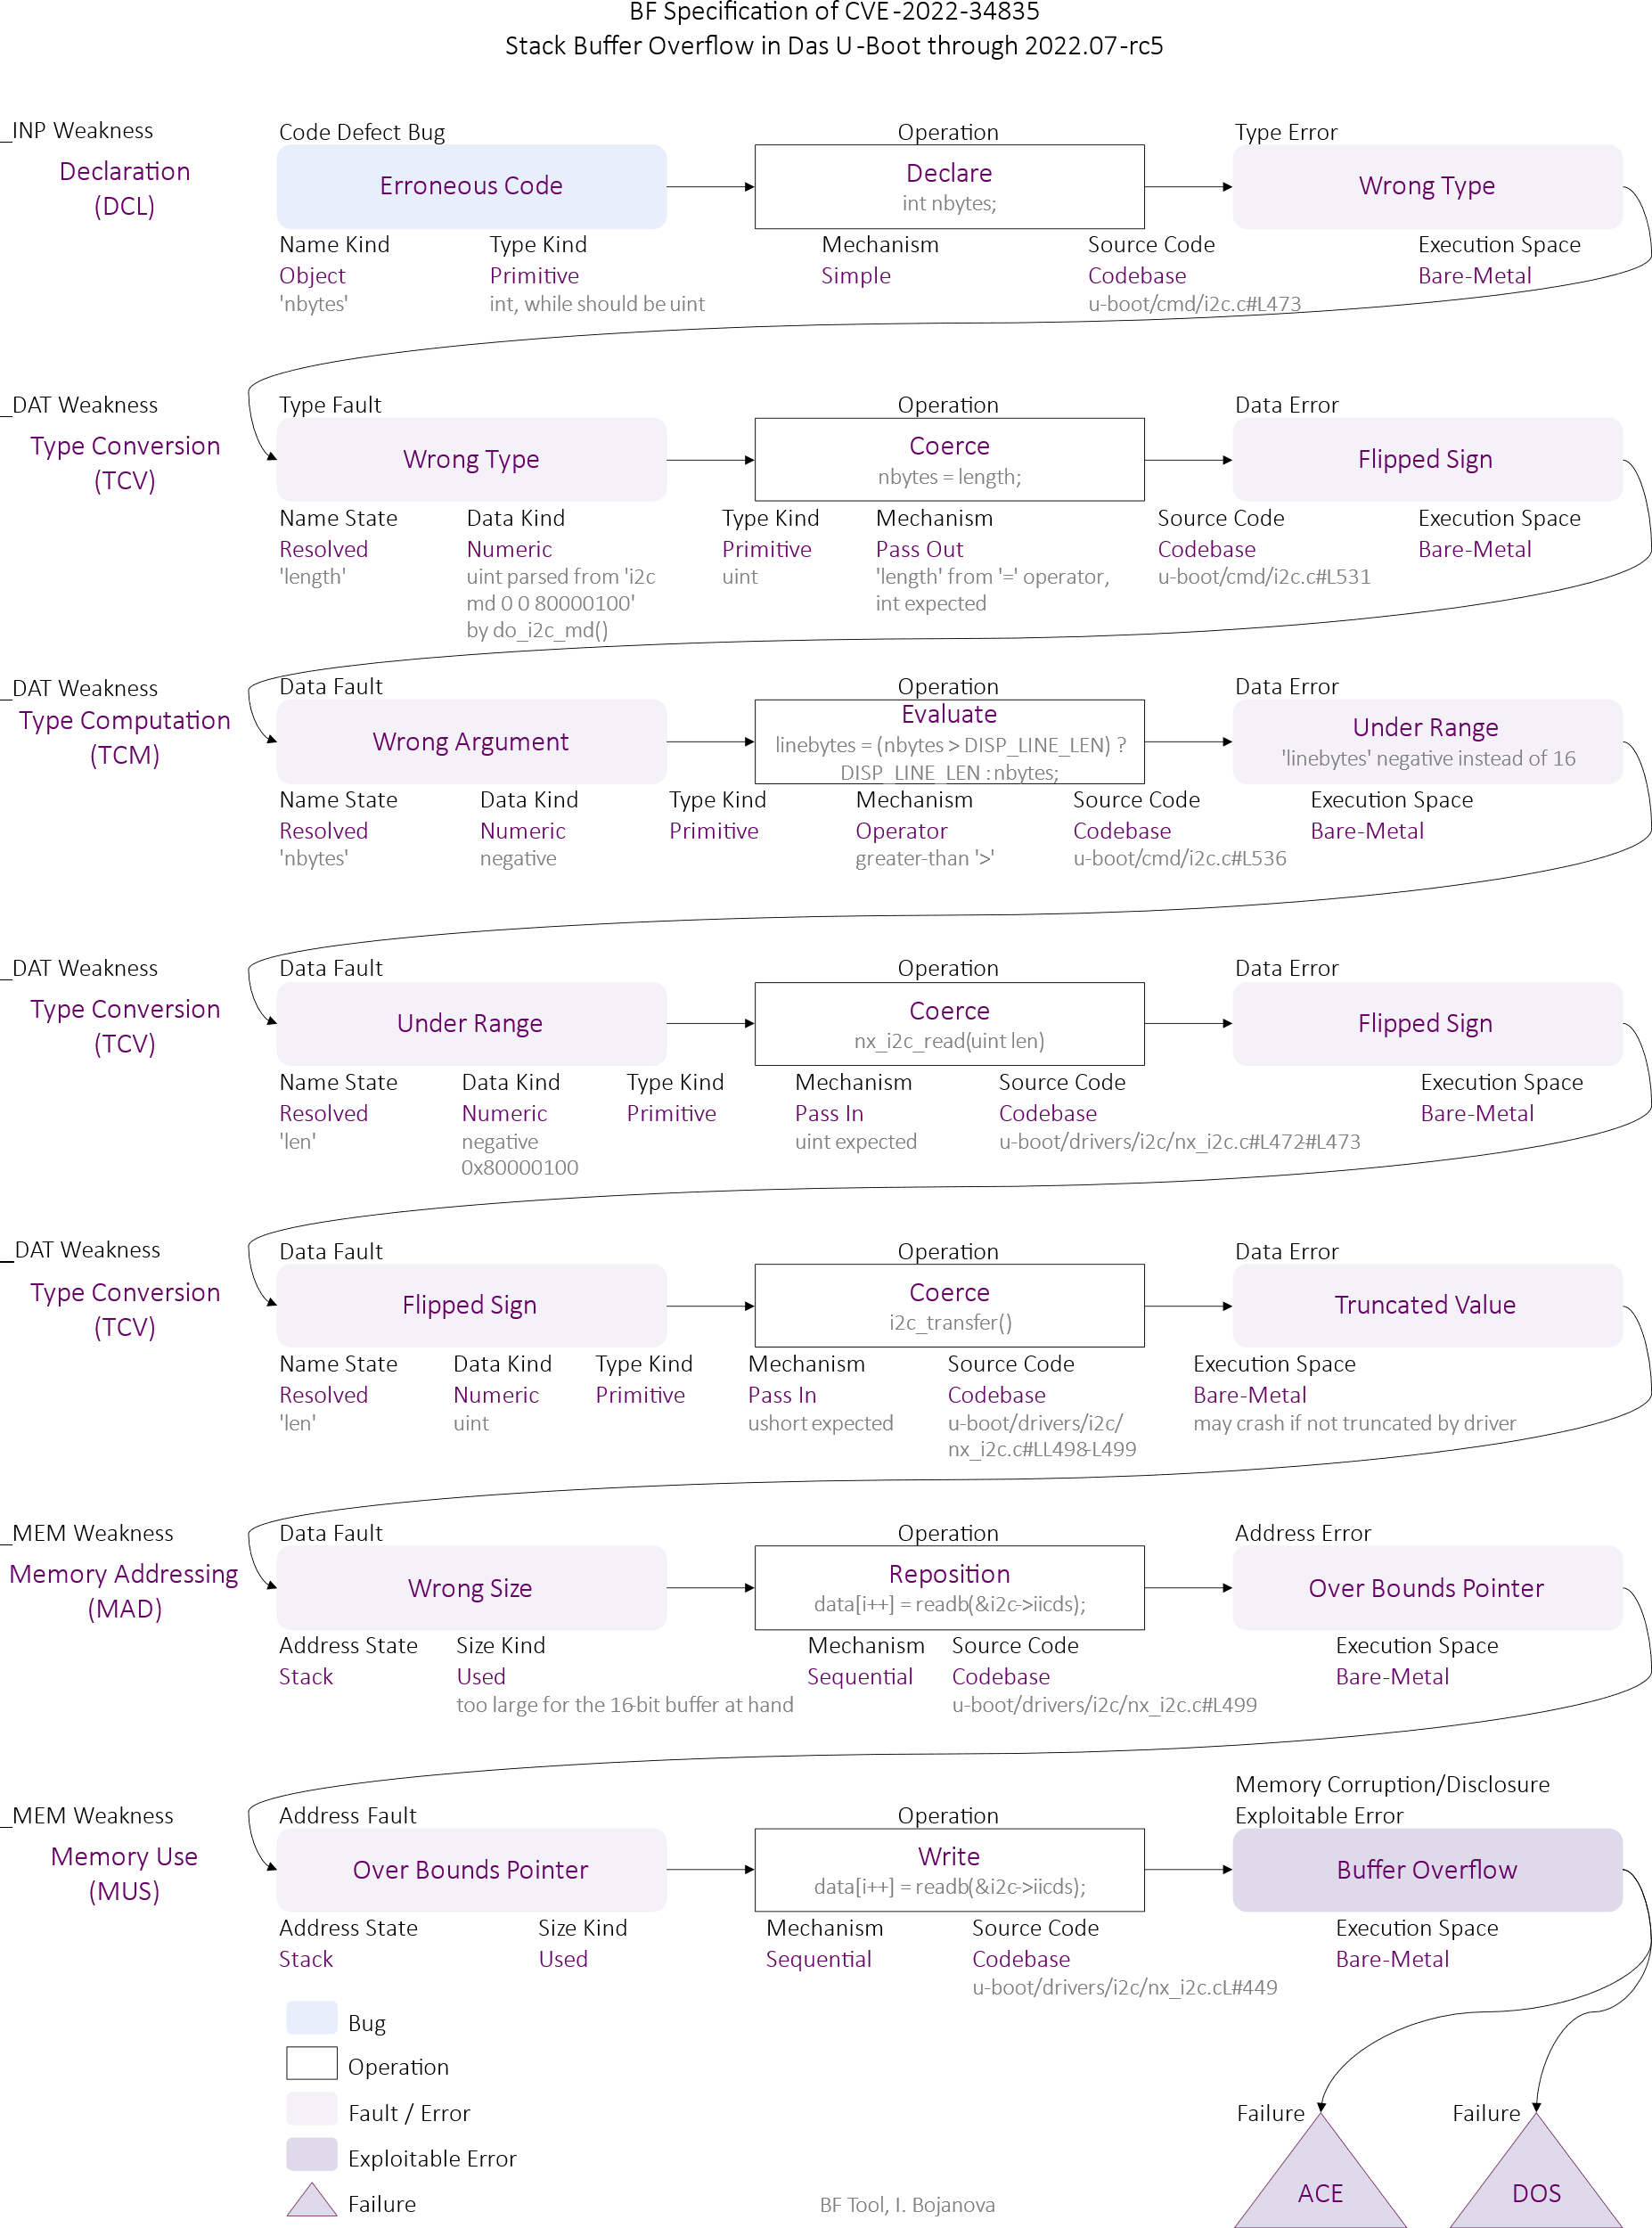 BF Specification of CVE-2022-34835
Stack Buffer Overflow in Das U-Boot through 2022.07-rc5
_INP Weakness
Declaration
(DCL)
Code Defect Bug
Operation
Type Error
Erroneous Code
Declare
int nbytes;
Wrong Type
Name Kind Type Kind Mechanism Source Code Execution Space
Object Primitive Simple Codebase Bare-Metal
'nbytes' int, while should be uint u-boot/cmd/i2c.c#L473
_DAT Weakness
Type Conversion
(TCV)
Type Fault
Operation
Data Error
Wrong Type
Coerce
nbytes = length;
Flipped Sign
Name State Data Kind Type Kind Mechanism Source Code Execution Space
Resolved Numeric Primitive Pass Out Codebase Bare-Metal
'length' uint parsed from 'i2c uint 'length' from '=' operator, u-boot/cmd/i2c.c#L531
md 0 0 80000100' int expected
by do_i2c_md()
_DAT Weakness
Type Computation
(TCM)
Data Fault
Operation
Data Error
Wrong Argument
Evaluate
linebytes = (nbytes > DISP_LINE_LEN) ?
DISP_LINE_LEN : nbytes;
Under Range
'linebytes' negative instead of 16
Name State Data Kind Type Kind Mechanism Source Code Execution Space
Resolved Numeric Primitive Operator Codebase Bare-Metal
'nbytes' negative greater-than '>' u-boot/cmd/i2c.c#L536
_DAT Weakness
Type Conversion
(TCV)
Data Fault
Operation
Data Error
Under Range
Coerce
nx_i2c_read(uint len)
Flipped Sign
Name State Data Kind Type Kind Mechanism Source Code Execution Space
Resolved Numeric Primitive Pass In Codebase Bare-Metal
'len' negative uint expected u-boot/drivers/i2c/nx_i2c.c#L472#L473
0x80000100
_DAT Weakness
Type Conversion
(TCV)
Data Fault
Operation
Data Error
Flipped Sign
Coerce
i2c_transfer()
Truncated Value
Name State Data Kind Type Kind Mechanism Source Code Execution Space
Resolved Numeric Primitive Pass In Codebase Bare-Metal
'len' uint ushort expected u-boot/drivers/i2c/ may crash if not truncated by driver
nx_i2c.c#LL498-L499
_MEM Weakness
Memory Addressing
(MAD)
Data Fault
Operation
Address Error
Wrong Size
Reposition
data[i++] = readb(&i2c->iicds);
Over Bounds Pointer
Address State Size Kind Mechanism Source Code Execution Space
Stack Used Sequential Codebase Bare-Metal
too large for the 16-bit buffer at hand u-boot/drivers/i2c/nx_i2c.c#L499
_MEM Weakness
Memory Use
(MUS)
Address Fault
Operation
Memory Corruption/Disclosure
Exploitable Error
Over Bounds Pointer
Write
data[i++] = readb(&i2c->iicds);
Buffer Overflow
Address State Size Kind Mechanism Source Code Execution Space
Stack Used Sequential Codebase Bare-Metal
u-boot/drivers/i2c/nx_i2c.cL#449
Bug
Operation
Fault / Error
Exploitable Error
Failure
Failure
ACE
Failure
DOS
BF Tool, I. Bojanova